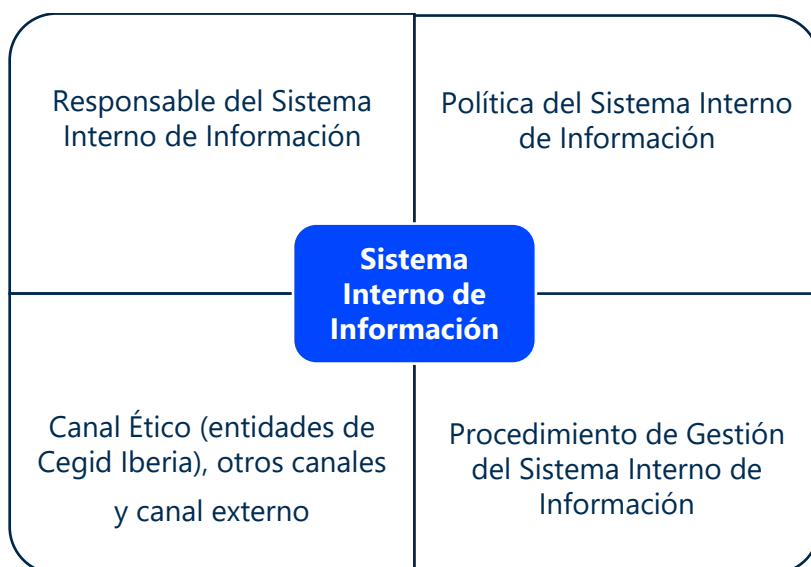 Responsable del Sistema
Interno de Información
Política del Sistema Interno
de Información
Sistema
Interno de
Información
Canal Ético (entidades de
Cegid Iberia), otros canales
y canal externo
Procedimiento de Gestión
del Sistema Interno de
Información